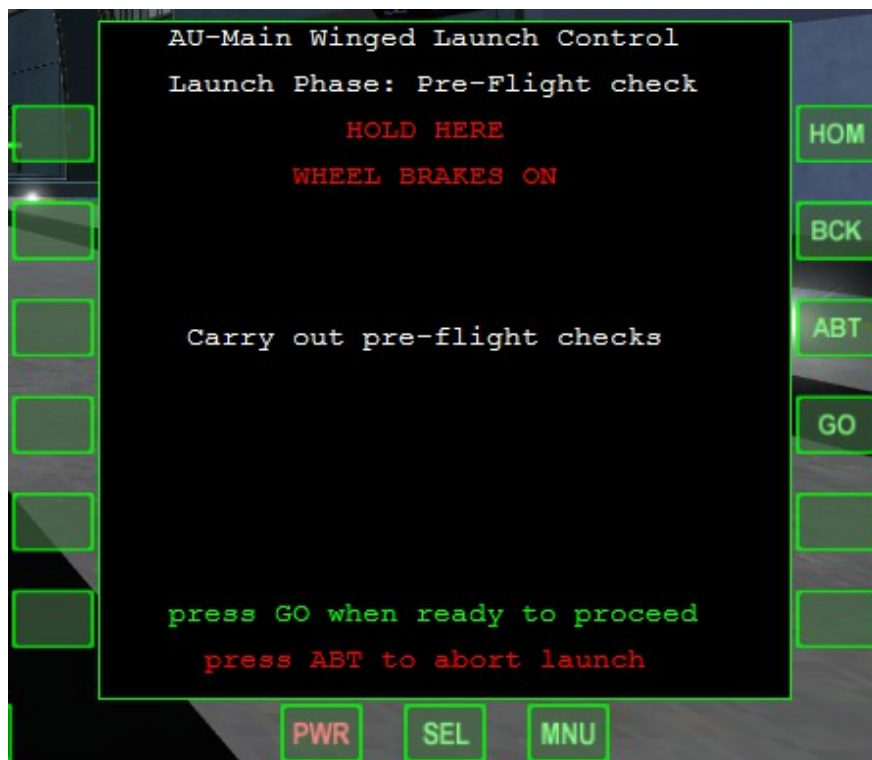 AU-Main Winged Launch Control
Launch Phase: Pre-Flight check
HOLD HERE
WHEEL BRAKES ON
HOM
BCK
Carry out pre-flight checks
ABT
GO
press GO when ready to proceed
press ABT to abort launch
PWR SEL MNU